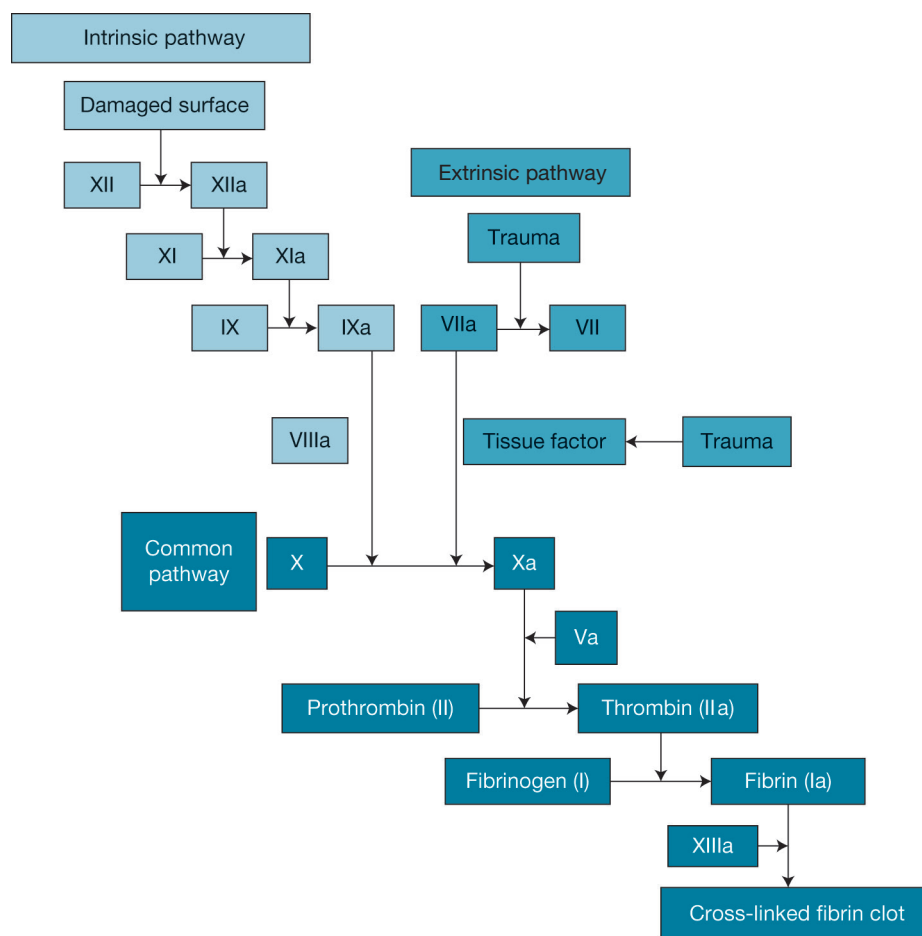 Intrinsic pathway
Damaged surface
XII
XIIa
Extrinsic pathway
Trauma
XI
XIa
IX
IXa
VIIa
VII
VIIIa
Tissue factor
Trauma
Common
pathway
X
Xa
Va
Prothrombin (II)
Thrombin (IIa)
Fibrinogen (I)
Fibrin (Ia)
XIIIa
Cross-linked fibrin clot